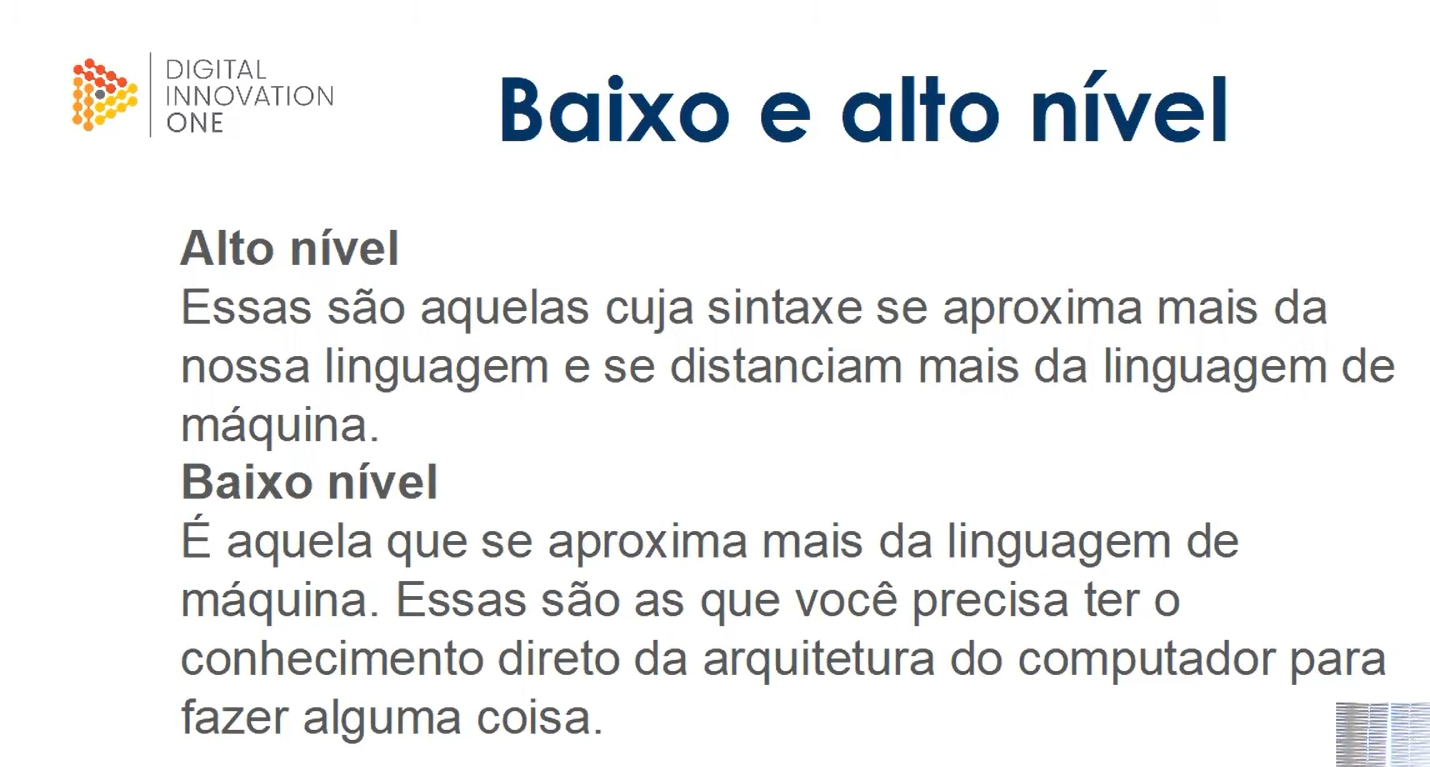 DIGITAL
INNOVATION
ONE
Baixo e alto nível
Alto nível
Essas são aquelas cuja sintaxe se aproxima mais da
nossa linguagem e se distanciam mais da linguagem de
máquina.
Baixo nível
É aquela que se aproxima mais da linguagem de
máquina. Essas são as que você precisa ter o
conhecimento direto da arquitetura do computador para
fazer alguma coisa.